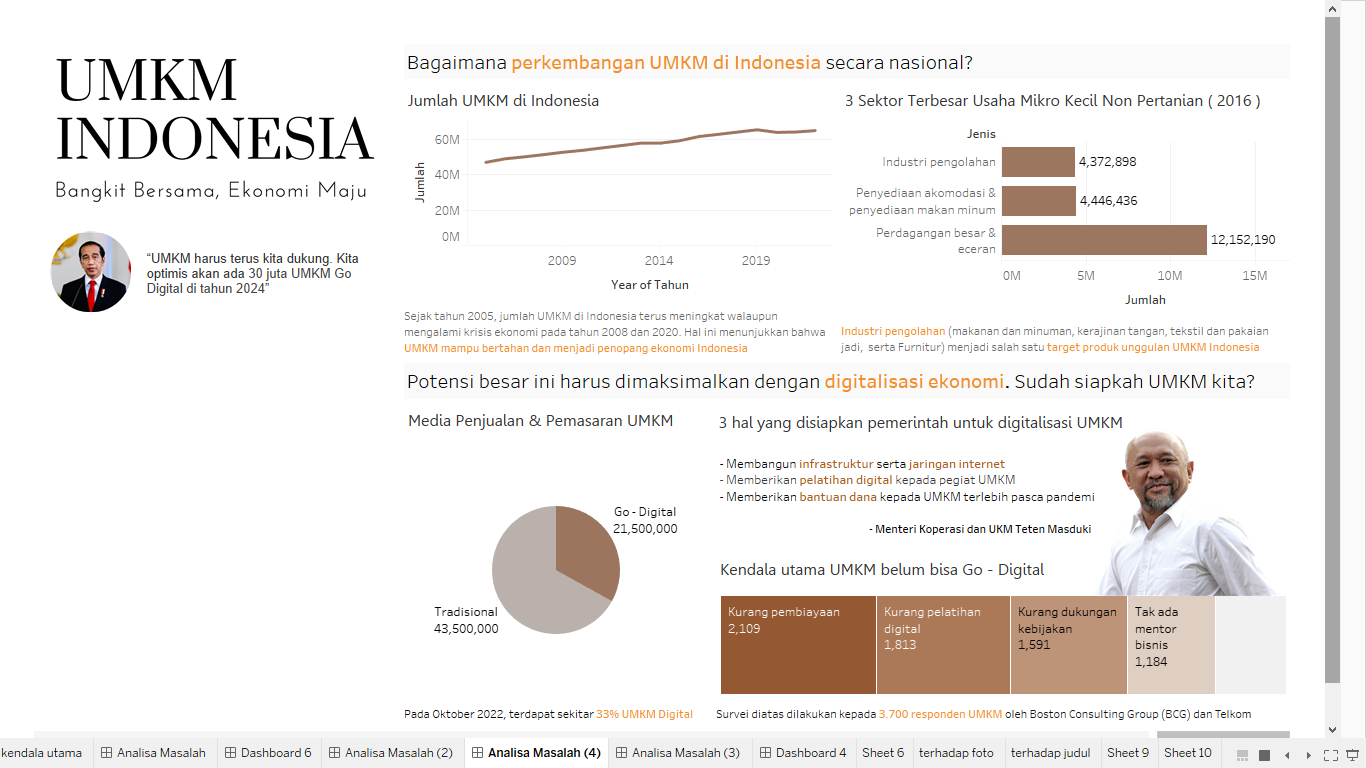 UMKM
INDONESIA
Bangkit Bersama, Ekonomi Maju
“UMKM harus terus kita dukung. Kita
optimis akan ada 30 juta UMKM Go
Digital di tahun 2024”
Bagaimana perkembangan UMKM di Indonesia secara nasional?
Jumlah UMKM di Indonesia
Jumlah
60M
40M
20M
0M
2009
2014
2019
Year of Tahun
Sejak tahun 2005, jumlah UMKM di Indonesia terus meningkat walaupun
mengalami krisis ekonomi pada tahun 2008 dan 2020. Hal ini menunjukkan bahwa
UMKM mampu bertahan dan menjadi penopang ekonomi Indonesia
3 Sektor Terbesar Usaha Mikro Kecil Non Pertanian ( 2016 )
Jenis
Industri pengolahan
4,372,898
Penyediaan akomodasi &
penyediaan makan minum
4,446,436
Perdagangan besar &
eceran
12,152,190
0M
5M
10M
15M
Jumlah
Industri pengolahan (makanan dan minuman, kerajinan tangan, tekstil dan pakaian
jadi,  serta Furnitur) menjadi salah satu target produk unggulan UMKM Indonesia
Potensi besar ini harus dimaksimalkan dengan digitalisasi ekonomi. Sudah siapkah UMKM kita?
Media Penjualan & Pemasaran UMKM
Go - Digital
21,500,000
Tradisional
43,500,000
Pada Oktober 2022, terdapat sekitar 33% UMKM Digital
3 hal yang disiapkan pemerintah untuk digitalisasi UMKM
- Membangun infrastruktur serta jaringan internet
- Memberikan pelatihan digital kepada pegiat UMKM
- Memberikan bantuan dana kepada UMKM terlebih pasca pandemi
- Menteri Koperasi dan UKM Teten Masduki
Kendala utama UMKM belum bisa Go - Digital
Kurang pembiayaan
2,109
Kurang pelatihan
digital
1,813
Kurang dukungan
kebijakan
1,591
Tak ada
mentor
bisnis
1,184
Survei diatas dilakukan kepada 3.700 responden UMKM oleh Boston Consulting Group (BCG) dan Telkom
kendala utama
Analisa Masalah
Dashboard 6
Analisa Masalah (2)
Analisa Masalah (4)
Analisa Masalah (3)
Dashboard 4
Sheet 6
terhadap foto
terhadap judul
Sheet 9
Sheet 10